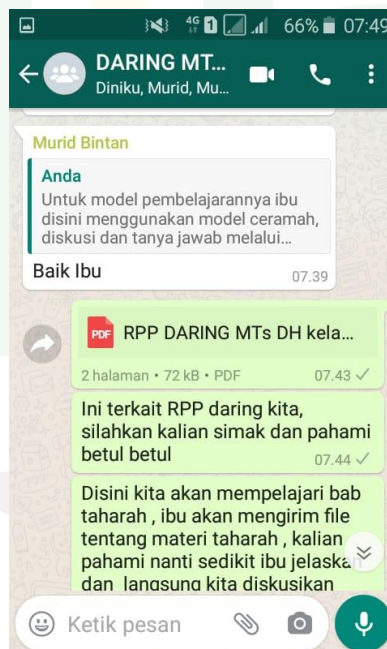 4G 1 66% 07:49
DARING MT...
Diniku, Murid, Mu...
Murid Bintan
Anda
Untuk model pembelajarannya ibu
disini menggunakan model ceramah,
diskusi dan tanya jawab melalui...
Baik Ibu 07.39
PDF RPP DARING MTs DH kela...
2 halaman • 72 kB • PDF 07.43
Ini terkait RPP daring kita,
silahkan kalian simak dan pahami
betul betul 07.44
Disini kita akan mempelajari bab
taharah , ibu akan mengirim file
tentang materi taharah , kalian
pahami nanti sedikit ibu jelaskan
dan langsung kita diskusikan
Ketik pesan